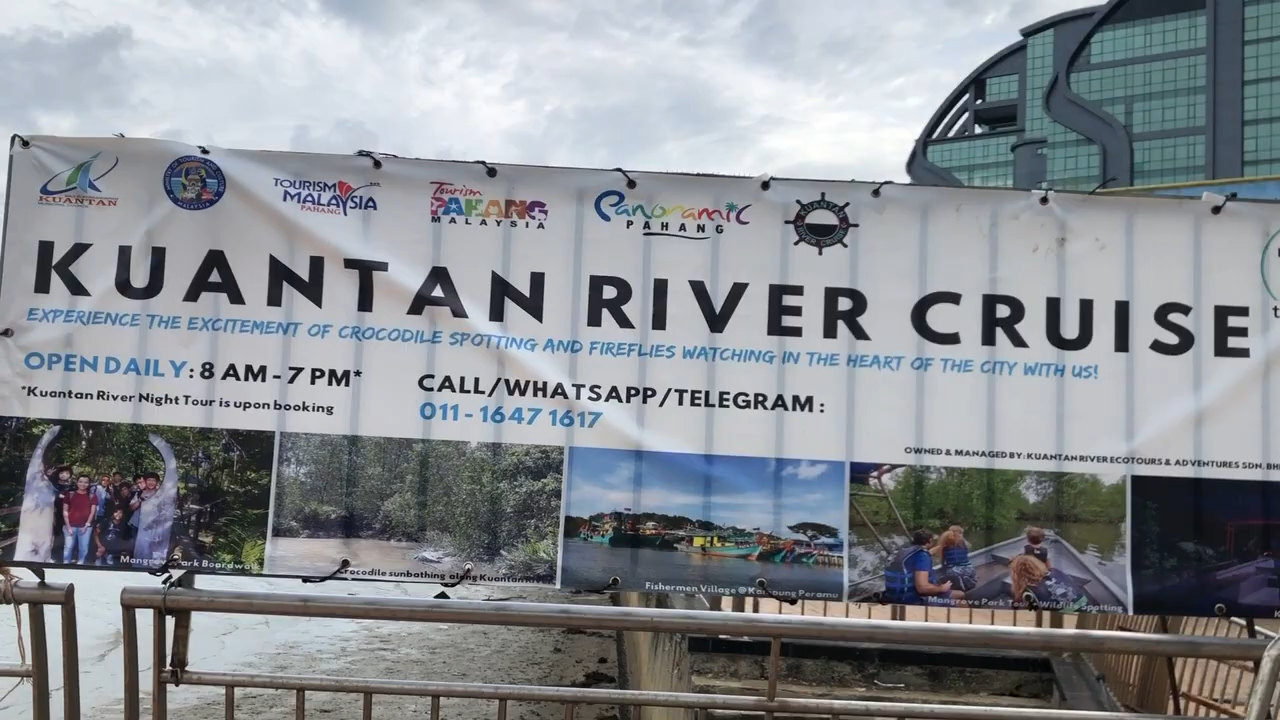 KUANTAN
TOURISM
MALAYSIA
PAHANG
Tourism
PAHANG
MALAYSIA
Panoramic
PAHANG
KUANTAN
RIVER CRUISE
KUANTAN RIVER CRUISE
EXPERIENCE THE EXCITEMENT OF CROCODILE SPOTTING AND FIREFLIES WATCHING IN THE HEART OF THE CITY WITH US!
OPEN DAILY: 8 AM - 7 PM*
*Kuantan River Night Tour is upon booking
CALL/WHATSAPP/TELEGRAM :
011 - 1647 1617
OWNED & MANAGED BY: KUANTAN RIVER ECOTOURS & ADVENTURES SDN. BH
Mangrove Park Boardwalk
Crocodile sunbathing along Kuantan River
Fishermen Village @ Kampung Peramu
Mangrove Park Tour Wildlife Spotting